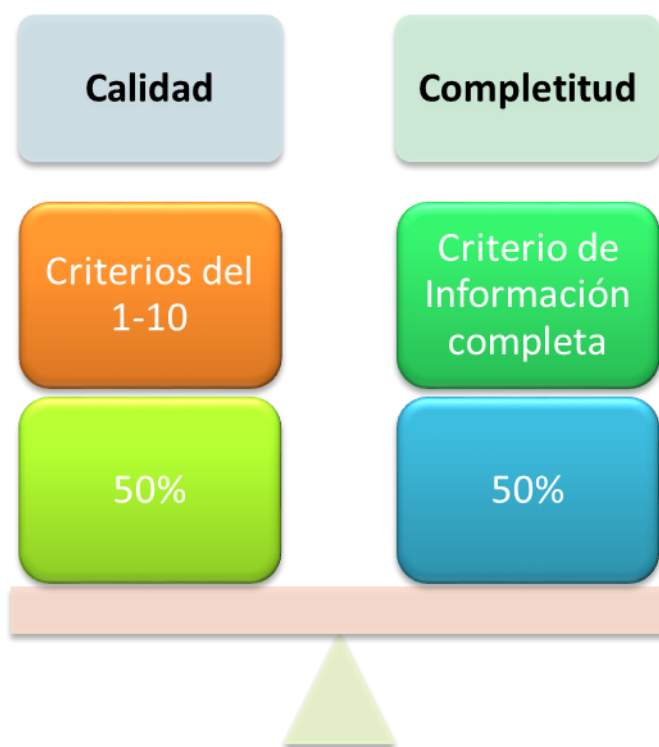 Calidad
Completitud
Criterios del
1-10
Criterio de
Información
completa
50%
50%